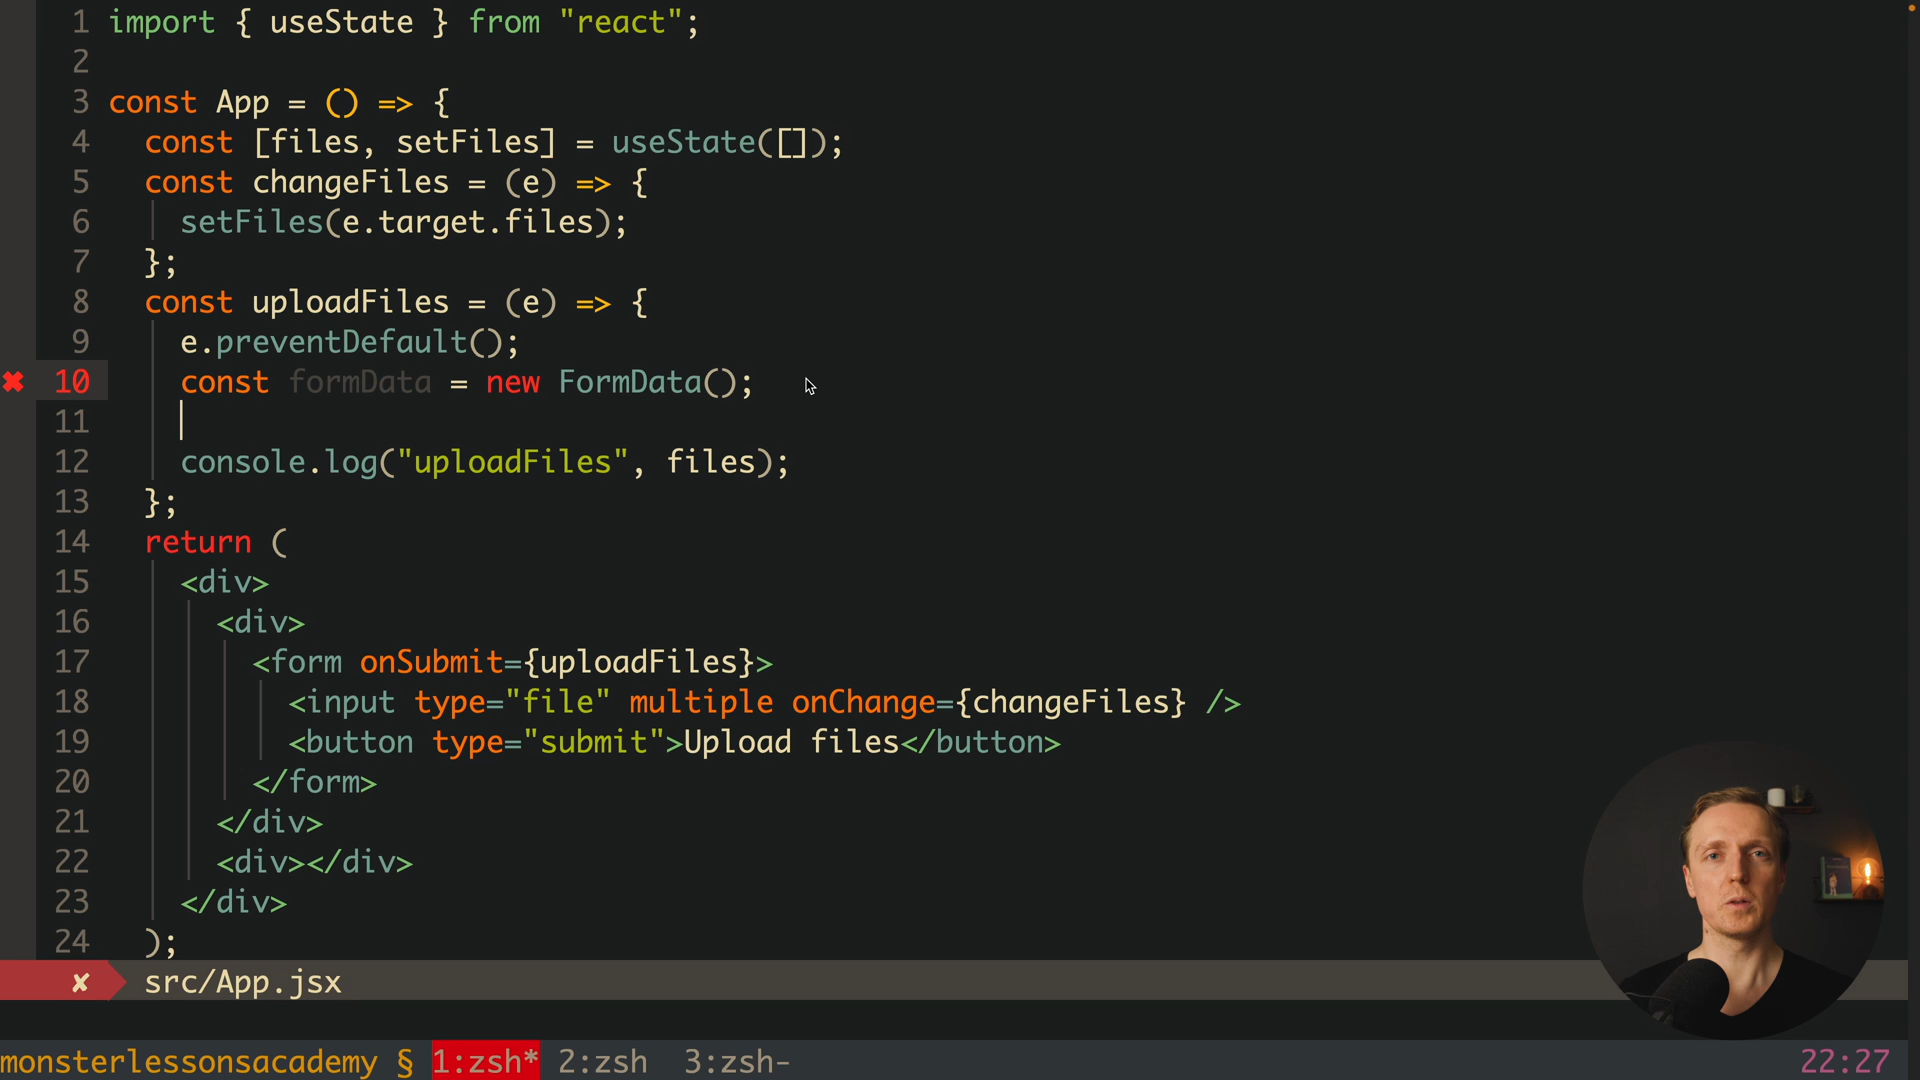 1 import { useState } from "react";
2
3 const App = () => {
4 const [files, setFiles] = useState([]);
5 const changeFiles = (e) => {
6 setFiles(e.target.files);
7 };
8 const uploadFiles = (e) => {
9 e.preventDefault();
✖ 10 const formData = new FormData();
11
12 console.log("uploadFiles", files);
13 };
14 return (
15 <div>
16 <div>
17 <form onSubmit={uploadFiles}>
18 <input type="file" multiple onChange={changeFiles} />
19 <button type="submit">Upload files</button>
20 </form>
21 </div>
22 <div></div>
23 </div>
24 );
✘ src/App.jsx
monsterlessonsacademy § 1:zsh* 2:zsh 3:zsh- 22:27